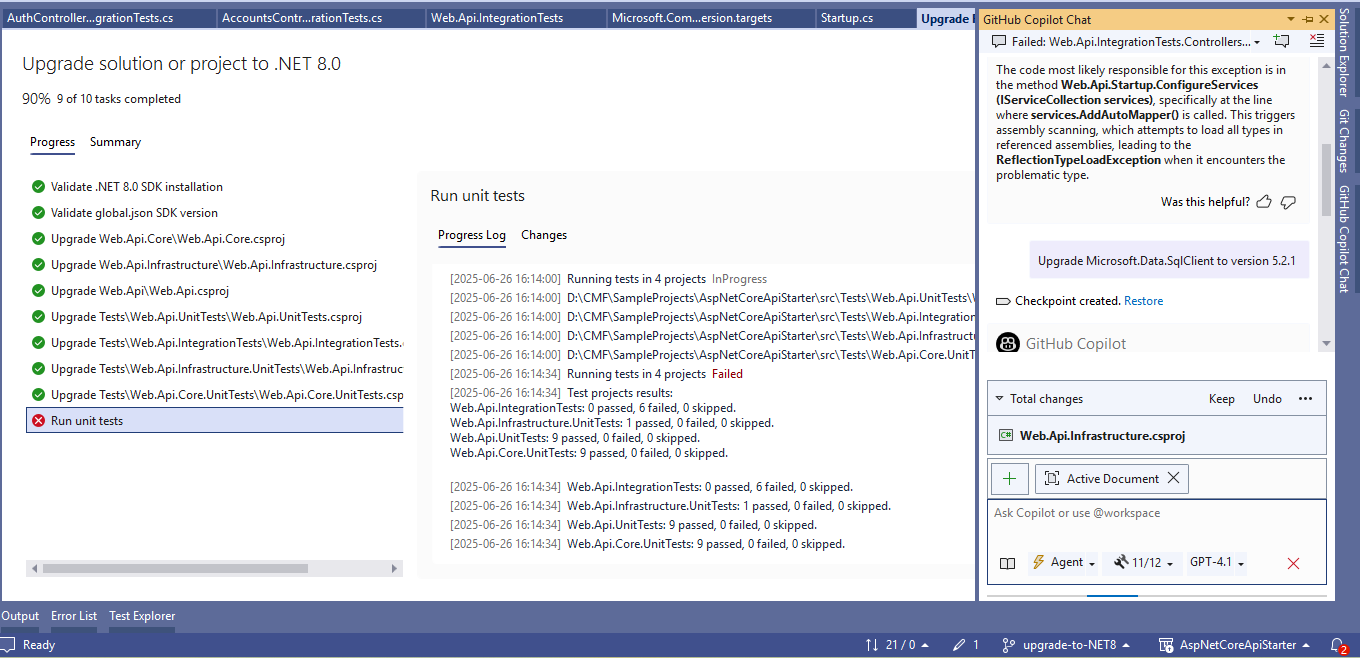 AuthController...grationTests.cs
AccountsContr...rationTests.cs
Web.Api.IntegrationTests
Microsoft.Com...ersion.targets
Startup.cs
Upgrade
Upgrade solution or project to .NET 8.0
90% 9 of 10 tasks completed
Progress Summary
Validate .NET 8.0 SDK installation
Validate global.json SDK version
Upgrade Web.Api.Core\Web.Api.Core.csproj
Upgrade Web.Api.Infrastructure\Web.Api.Infrastructure.csproj
Upgrade Web.Api\Web.Api.csproj
Upgrade Tests\Web.Api.UnitTests\Web.Api.UnitTests.csproj
Upgrade Tests\Web.Api.IntegrationTests\Web.Api.IntegrationTests.
Upgrade Tests\Web.Api.Infrastructure.UnitTests\Web.Api.Infrastruc
Upgrade Tests\Web.Api.Core.UnitTests\Web.Api.Core.UnitTests.csp
Run unit tests
Run unit tests
Progress Log Changes
[2025-06-26 16:14:00] Running tests in 4 projects InProgress
[2025-06-26 16:14:00] D:\CMF\SampleProjects\AspNetCoreApiStarter\src\Tests\Web.Api.UnitTests\
[2025-06-26 16:14:00] D:\CMF\SampleProjects\AspNetCoreApiStarter\src\Tests\Web.Api.Integration
[2025-06-26 16:14:00] D:\CMF\SampleProjects\AspNetCoreApiStarter\src\Tests\Web.Api.Infrastructu
[2025-06-26 16:14:00] D:\CMF\SampleProjects\AspNetCoreApiStarter\src\Tests\Web.Api.Core.UnitT
[2025-06-26 16:14:34] Running tests in 4 projects Failed
[2025-06-26 16:14:34] Test projects results:
Web.Api.IntegrationTests: 0 passed, 6 failed, 0 skipped.
Web.Api.Infrastructure.UnitTests: 1 passed, 0 failed, 0 skipped.
Web.Api.UnitTests: 9 passed, 0 failed, 0 skipped.
Web.Api.Core.UnitTests: 9 passed, 0 failed, 0 skipped.
[2025-06-26 16:14:34] Web.Api.IntegrationTests: 0 passed, 6 failed, 0 skipped.
[2025-06-26 16:14:34] Web.Api.Infrastructure.UnitTests: 1 passed, 0 failed, 0 skipped.
[2025-06-26 16:14:34] Web.Api.UnitTests: 9 passed, 0 failed, 0 skipped.
[2025-06-26 16:14:34] Web.Api.Core.UnitTests: 9 passed, 0 failed, 0 skipped.
GitHub Copilot Chat
Failed: Web.Api.IntegrationTests.Controllers...
The code most likely responsible for this exception is in
the method Web.Api.Startup.ConfigureServices
(IServiceCollection services), specifically at the line
where services.AddAutoMapper() is called. This triggers
assembly scanning, which attempts to load all types in
referenced assemblies, leading to the
ReflectionTypeLoadException when it encounters the
problematic type.
Was this helpful?
Upgrade Microsoft.Data.SqlClient to version 5.2.1
Checkpoint created. Restore
GitHub Copilot
Total changes Keep Undo
C# Web.Api.Infrastructure.csproj
Active Document
Ask Copilot or use @workspace
Agent 11/12 GPT-4.1
Solution Explorer
Git Changes
GitHub Copilot Chat
Output Error List Test Explorer
Ready
21 / 0
1
upgrade-to-NET8
AspNetCoreApiStarter
2